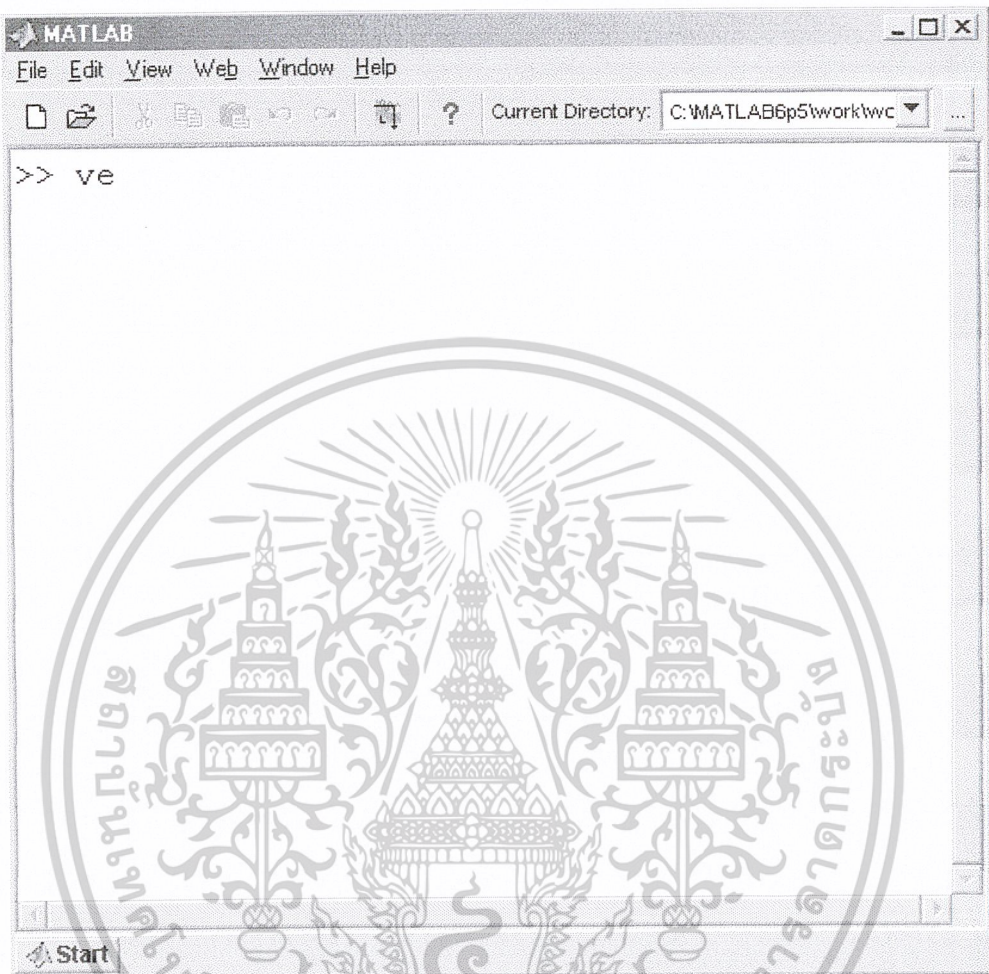 MATLAB
File Edit View Web Window Help
? Current Directory: C:\MATLAB6p5\work\wc ...
>> ve
Start